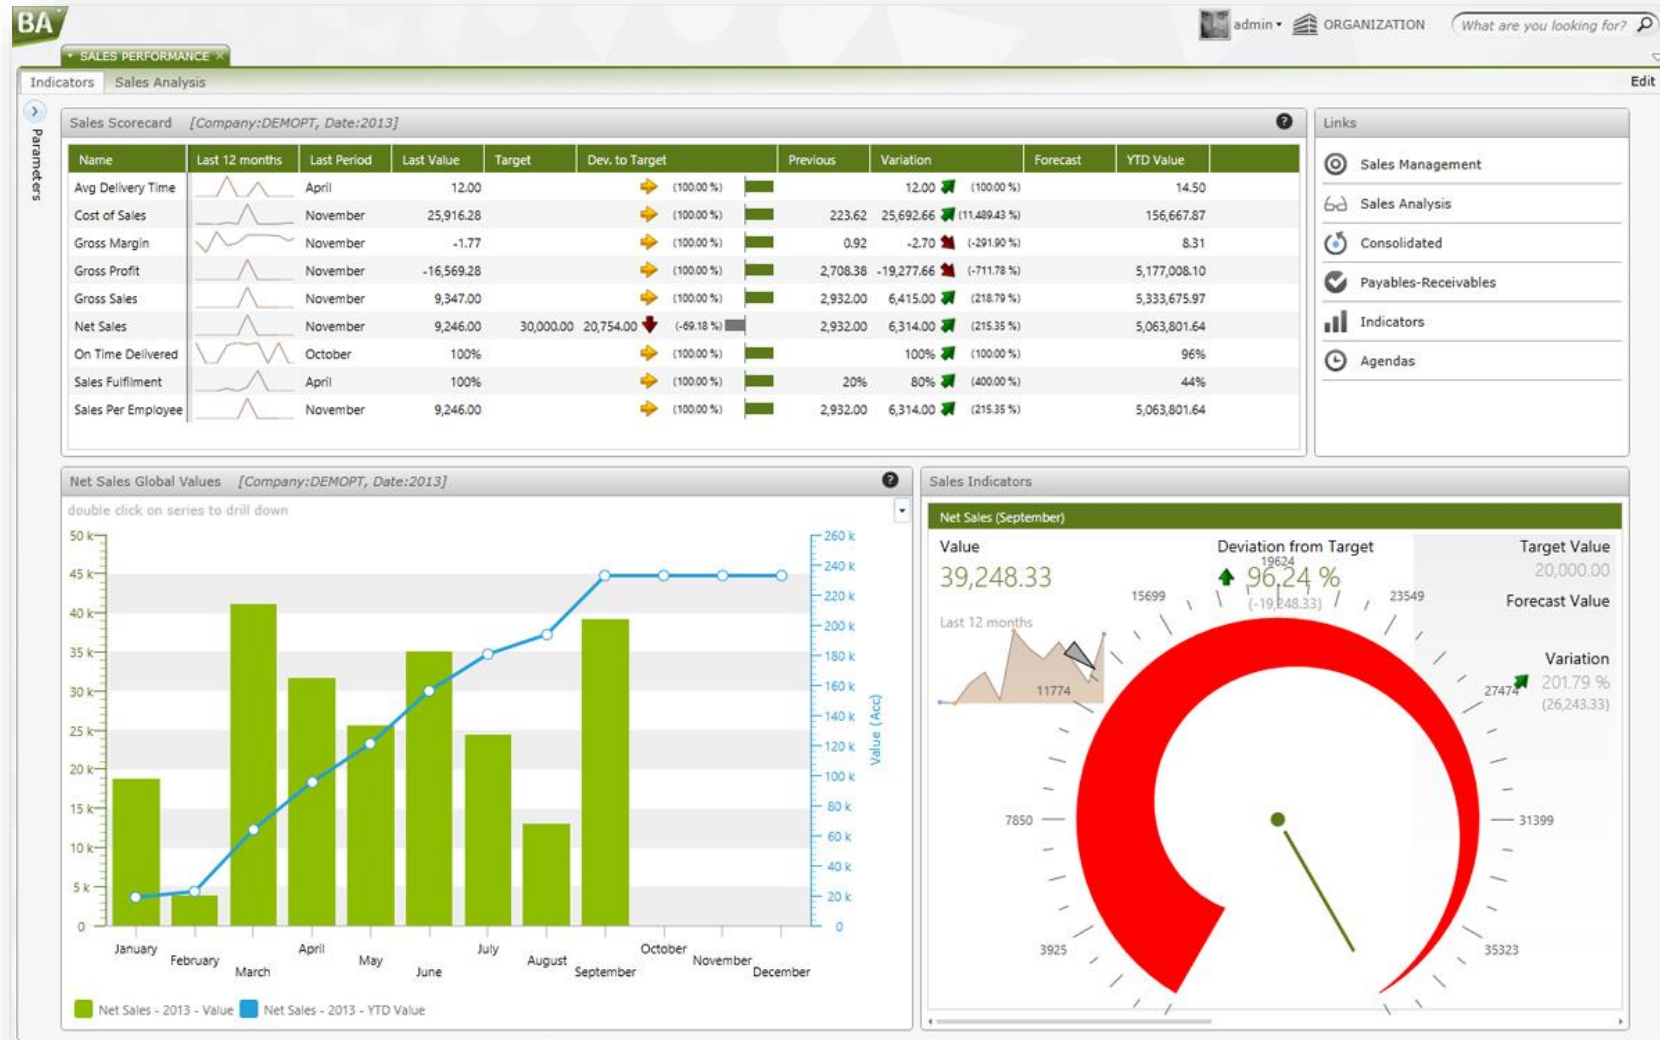 BA
admin
ORGANIZATION
What are you looking for?
SALES PERFORMANCE ×
Indicators Sales Analysis Edit
Parameters
Sales Scorecard [Company:DEMOPT, Date:2013] ?
Name Last 12 months Last Period Last Value Target Dev. to Target Previous Variation Forecast YTD Value
Avg Delivery Time April 12.00 (100.00 %) 12.00 (100.00 %) 14.50
Cost of Sales November 25,916.28 (100.00 %) 223.62 25,692.66 (11,489.43 %) 156,667.87
Gross Margin November -1.77 (100.00 %) 0.92 -2.70 (-291.90 %) 8.31
Gross Profit November -16,569.28 (100.00 %) 2,708.38 -19,277.66 (-711.78 %) 5,177,008.10
Gross Sales November 9,347.00 (100.00 %) 2,932.00 6,415.00 (218.79 %) 5,333,675.97
Net Sales November 9,246.00 30,000.00 20,754.00 (-69.18 %) 2,932.00 6,314.00 (215.35 %) 5,063,801.64
On Time Delivered October 100% (100.00 %) 100% (100.00 %) 96%
Sales Fulfilment April 100% (100.00 %) 20% 80% (400.00 %) 44%
Sales Per Employee November 9,246.00 (100.00 %) 2,932.00 6,314.00 (215.35 %) 5,063,801.64
Links
Sales Management
Sales Analysis
Consolidated
Payables-Receivables
Indicators
Agendas
Net Sales Global Values [Company:DEMOPT, Date:2013] ?
double click on series to drill down
50 k
45 k
40 k
35 k
30 k
25 k
20 k
15 k
10 k
5 k
0
260 k
240 k
220 k
200 k
180 k
160 k
140 k
120 k
100 k
80 k
60 k
40 k
20 k
0
Value (Acc)
January
February
March
April
May
June
July
August
September
October
November
December
Net Sales - 2013 - Value
Net Sales - 2013 - YTD Value
Sales Indicators
Net Sales (September)
Value
39,248.33
Last 12 months
Deviation from Target
96.24 %
(-19,248.33)
Target Value
20,000.00
Forecast Value
Variation
201.79 %
(26,243.33)
3925
7850
11774
15699
19624
23549
27474
31399
35323